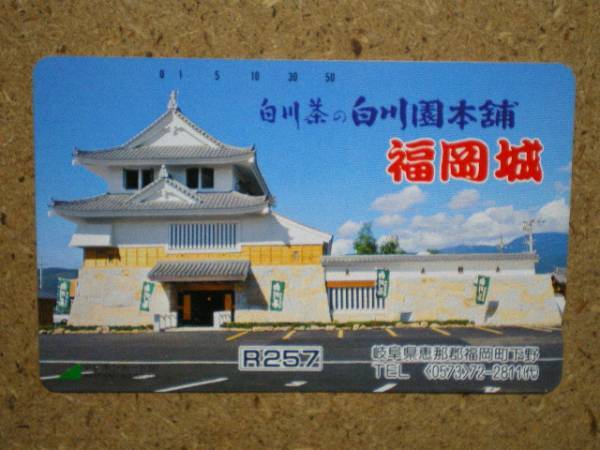 0 1 5 10 30 50
白川茶の白川園本舗
福岡城
R257
岐阜県恵那郡福岡町下野
TEL (0573)72-2811(代)